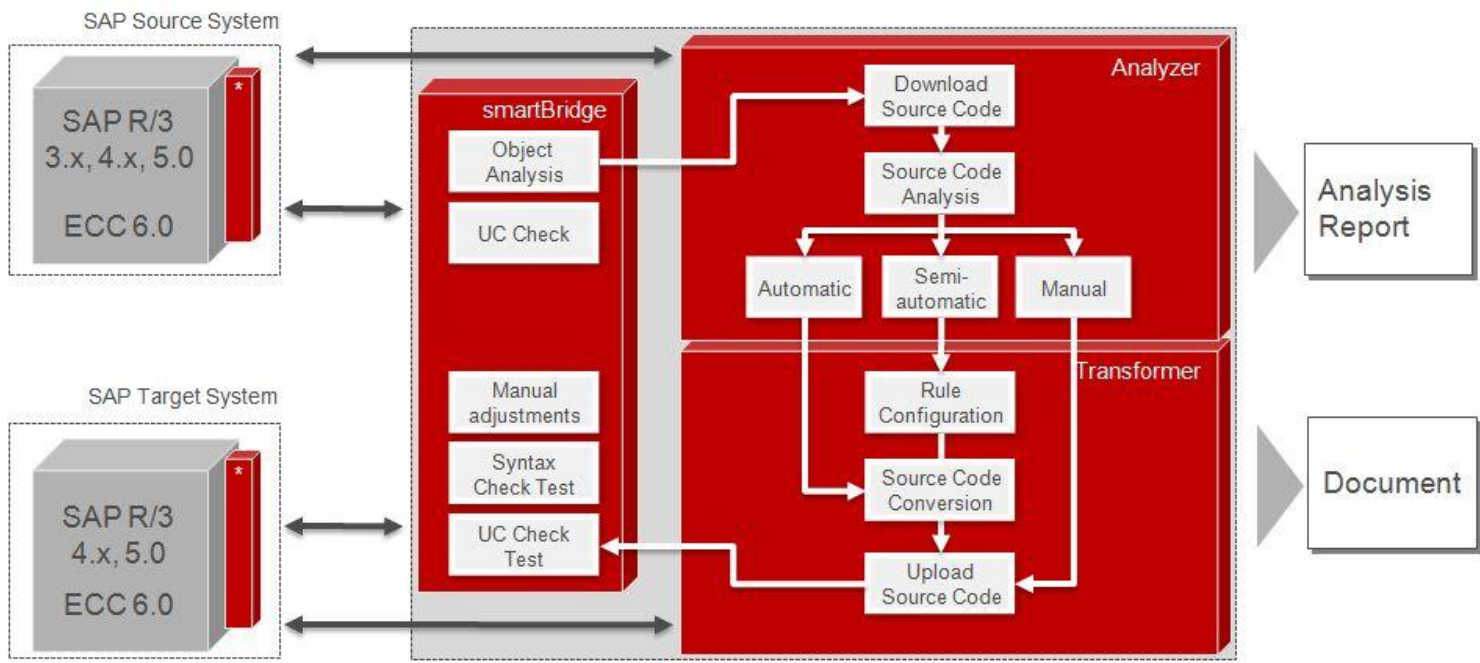 SAP Source System
SAP R/3
3.x, 4.x, 5.0
ECC 6.0
*
SAP Target System
SAP R/3
4.x, 5.0
ECC 6.0
*
smartBridge
Object
Analysis
UC Check
Manual
adjustments
Syntax
Check Test
UC Check
Test
Analyzer
Download
Source Code
Source Code
Analysis
Automatic
Semi-
automatic
Manual
Transformer
Rule
Configuration
Source Code
Conversion
Upload
Source Code
Analysis
Report
Document